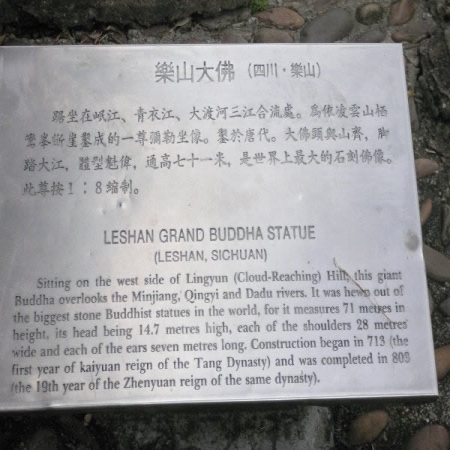 樂山大佛（四川·樂山）
踞坐在岷江、青衣江、大渡河三江合流處。爲依凌雲山栖
鸞峯斷崖鑿成的一尊彌勒坐像。鑿於唐代。大佛頭與山齊，脚
踏大江，體型魁偉，通高七十一米，是世界上最大的石刻佛像。
此尊按1：8縮制。
LESHAN GRAND BUDDHA STATUE
(LESHAN, SICHUAN)
Sitting on the west side of Lingyun (Cloud-Reaching) Hill, this giant
Buddha overlooks the Minjiang, Qingyi and Dadu rivers. It was hewn out of
the biggest stone Buddhist statues in the world, for it measures 71 metres in
height, its head being 14.7 metres high, each of the shoulders 28 metres
wide and each of the ears seven metres long. Construction began in 713 (the
first year of kaiyuan reign of the Tang Dynasty) and was completed in 803
(the 19th year of the Zhenyuan reign of the same dynasty).